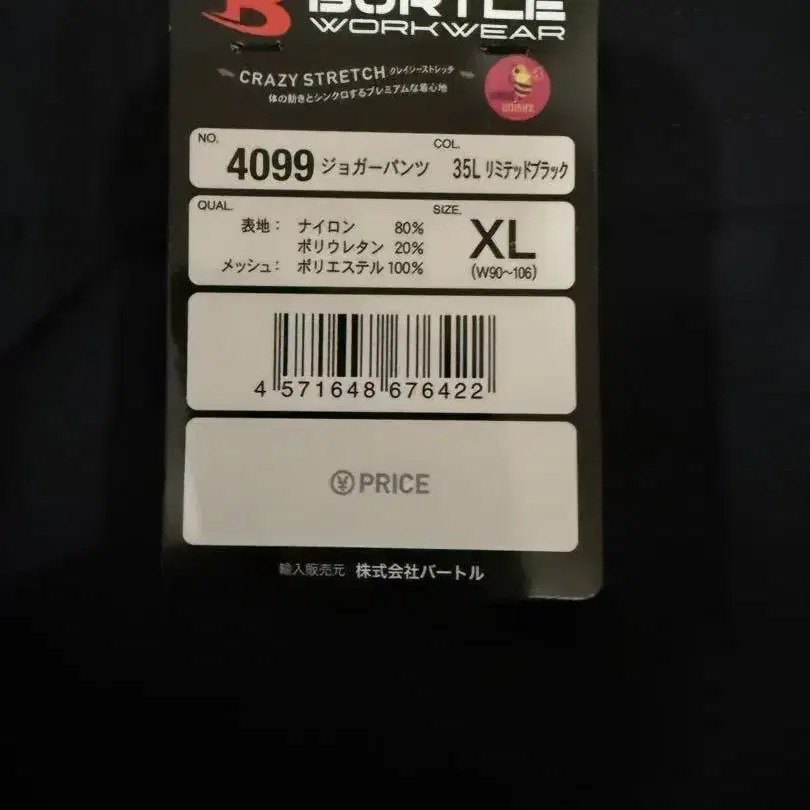 BURTLE
WORKWEAR
CRAZY STRETCH クレイジーストレッチ
体の動きとシンクロするプレミアムな着心地
NO. 4099 ジョガーパンツ COL. 35L リミテッドブラック
QUAL. SIZE.
表地： ナイロン 80%
ポリウレタン 20%
メッシュ： ポリエステル 100%
XL
(W90〜106)
4 571648 676422
¥PRICE
輸入販売元 株式会社バートル